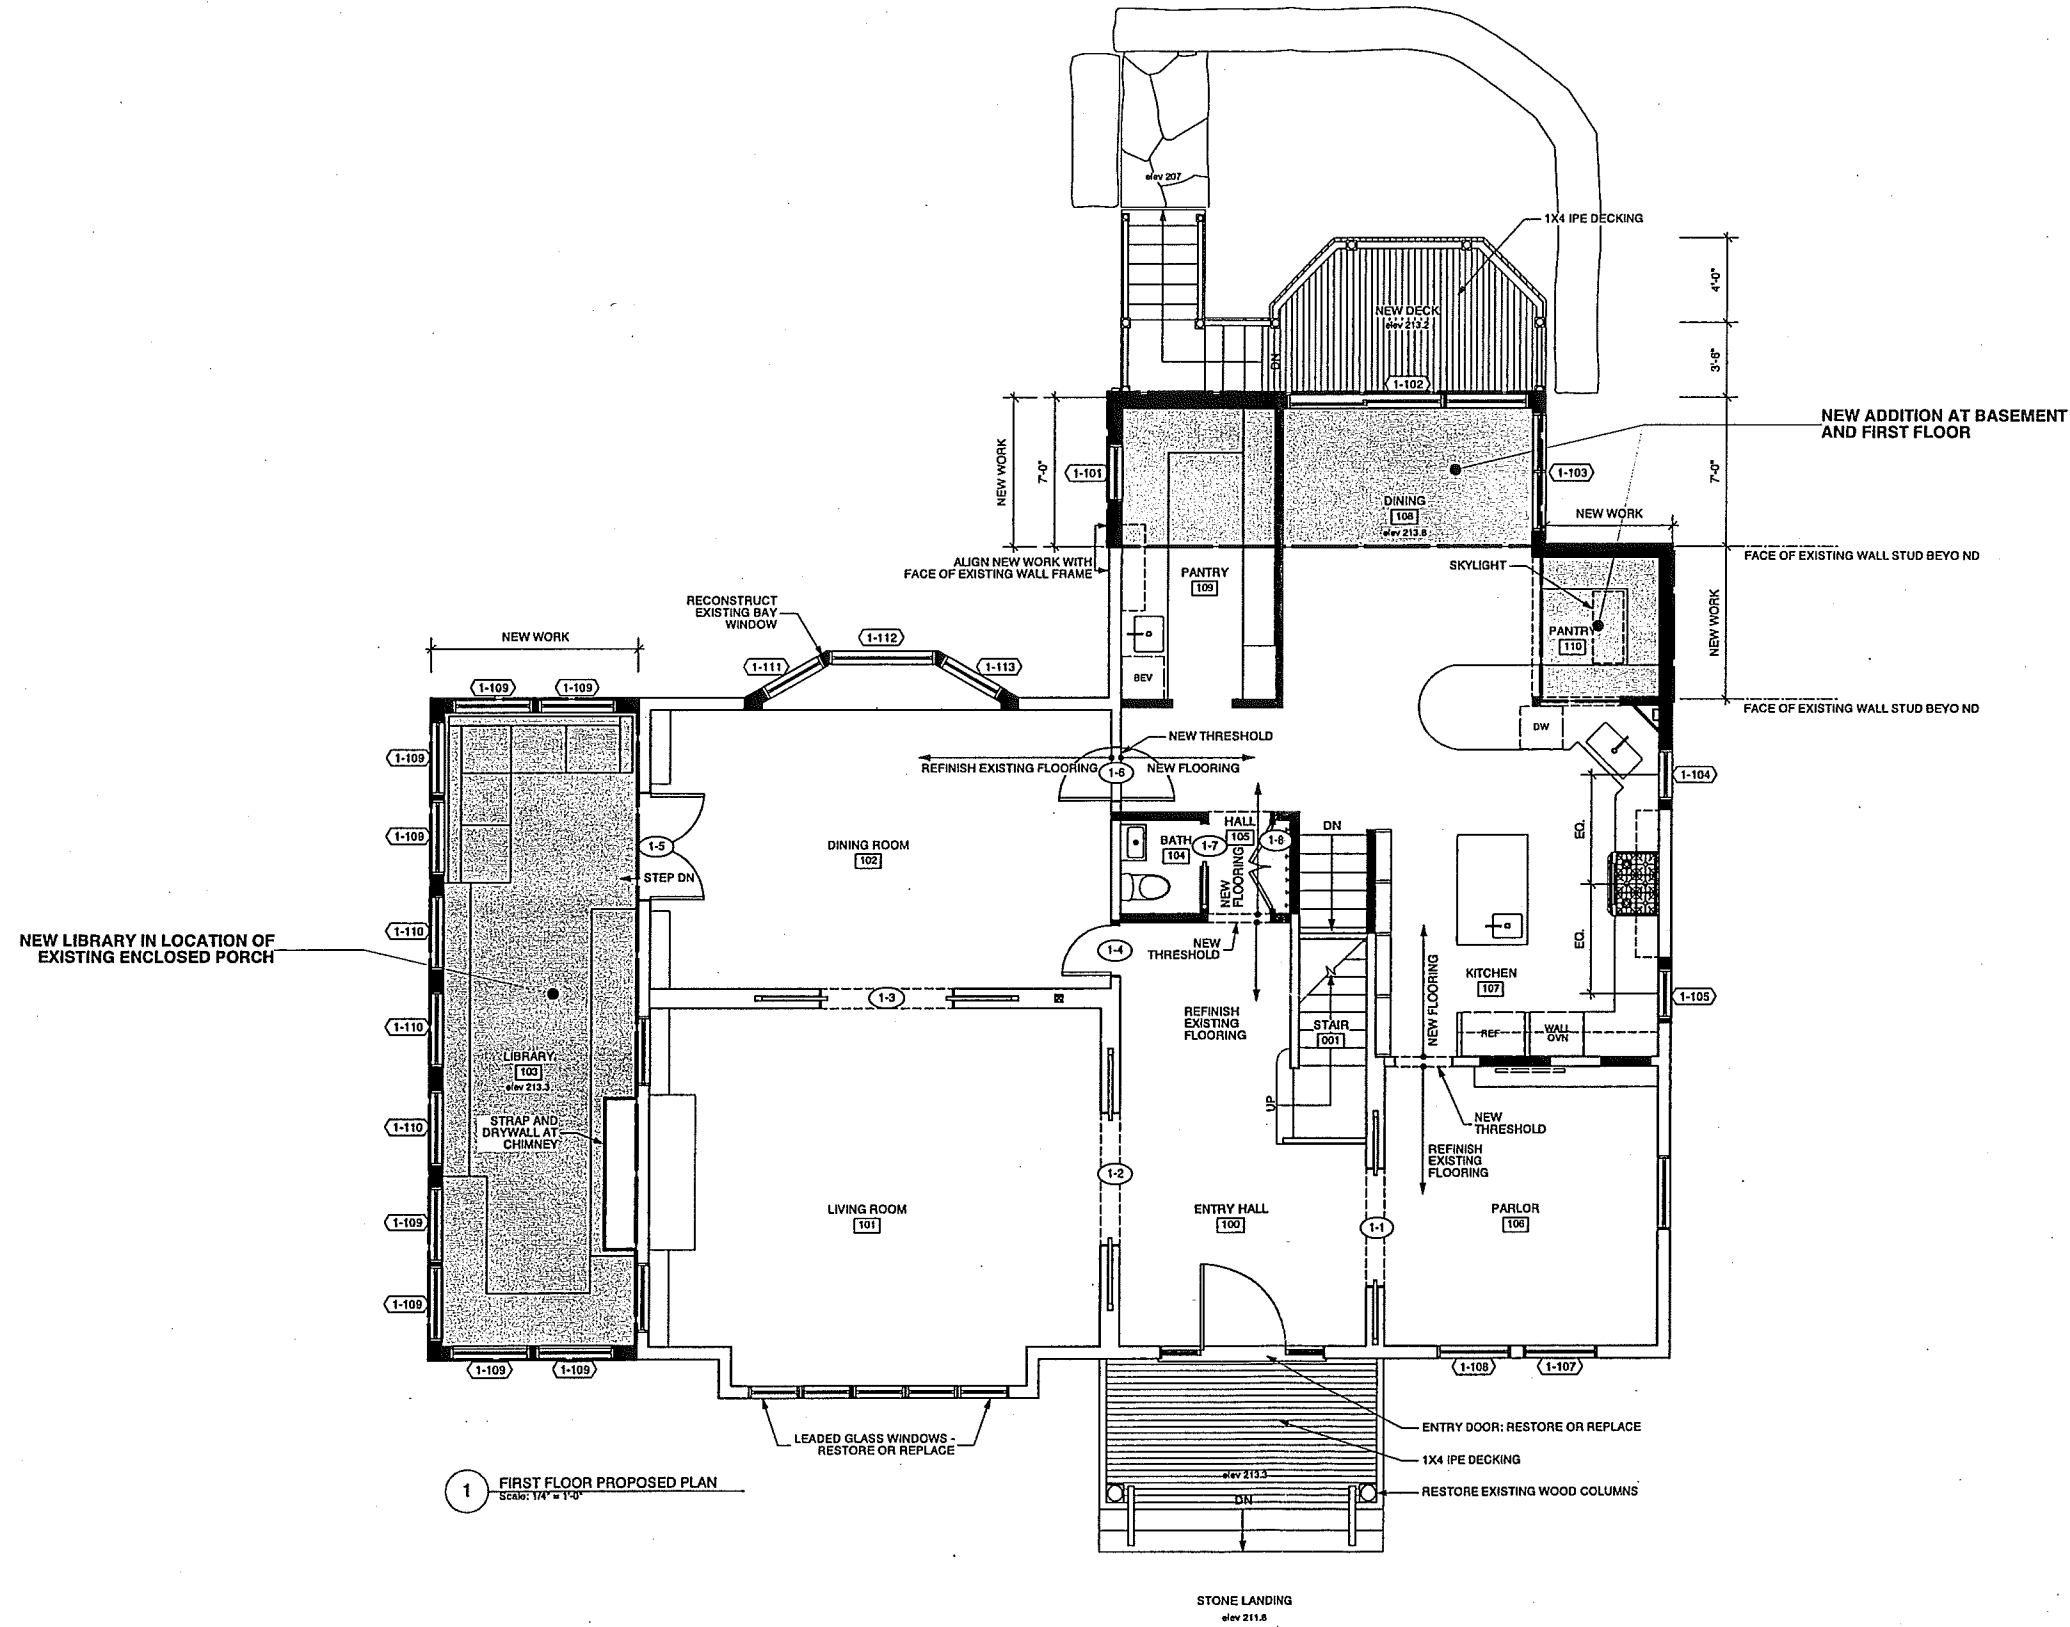 elev 207
1X4 IPE DECKING
4'-0"
NEW DECK
elev 213.2
3'-6"
DN
1-102
NEW ADDITION AT BASEMENT
AND FIRST FLOOR
NEW WORK
7'-0"
1-101
1-103
7'-0"
DINING
108
elev 213.8
NEW WORK
ALIGN NEW WORK WITH
FACE OF EXISTING WALL FRAME
FACE OF EXISTING WALL STUD BEYO ND
SKYLIGHT
PANTRY
109
RECONSTRUCT
EXISTING BAY
WINDOW
NEW WORK
1-112
1-111
1-113
PANTRY
110
NEW WORK
BEV
1-109
1-109
FACE OF EXISTING WALL STUD BEYO ND
DW
NEW THRESHOLD
REFINISH EXISTING FLOORING
NEW FLOORING
1-6
1-109
1-104
HALL
105
DN
EQ.
1-109
1-5
DINING ROOM
102
BATH
104
1-7
1-8
NEW
FLOORING
STEP DN
1-110
NEW LIBRARY IN LOCATION OF
EXISTING ENCLOSED PORCH
NEW
THRESHOLD
1-4
EQ.
KITCHEN
107
1-105
1-3
NEW FLOORING
1-110
REFINISH
EXISTING
FLOORING
STAIR
001
REF
WALL
OVN
LIBRARY
103
elev 213.3
UP
STRAP AND
DRYWALL AT
CHIMNEY
1-110
NEW
THRESHOLD
REFINISH
EXISTING
FLOORING
1-2
LIVING ROOM
101
ENTRY HALL
100
1-1
PARLOR
106
1-109
1-109
1-109
1-109
1-108
1-107
LEADED GLASS WINDOWS -
RESTORE OR REPLACE
ENTRY DOOR: RESTORE OR REPLACE
1X4 IPE DECKING
elev 213.3
DN
RESTORE EXISTING WOOD COLUMNS
1
FIRST FLOOR PROPOSED PLAN
Scale: 1/4" = 1'-0"
STONE LANDING
elev 211.8